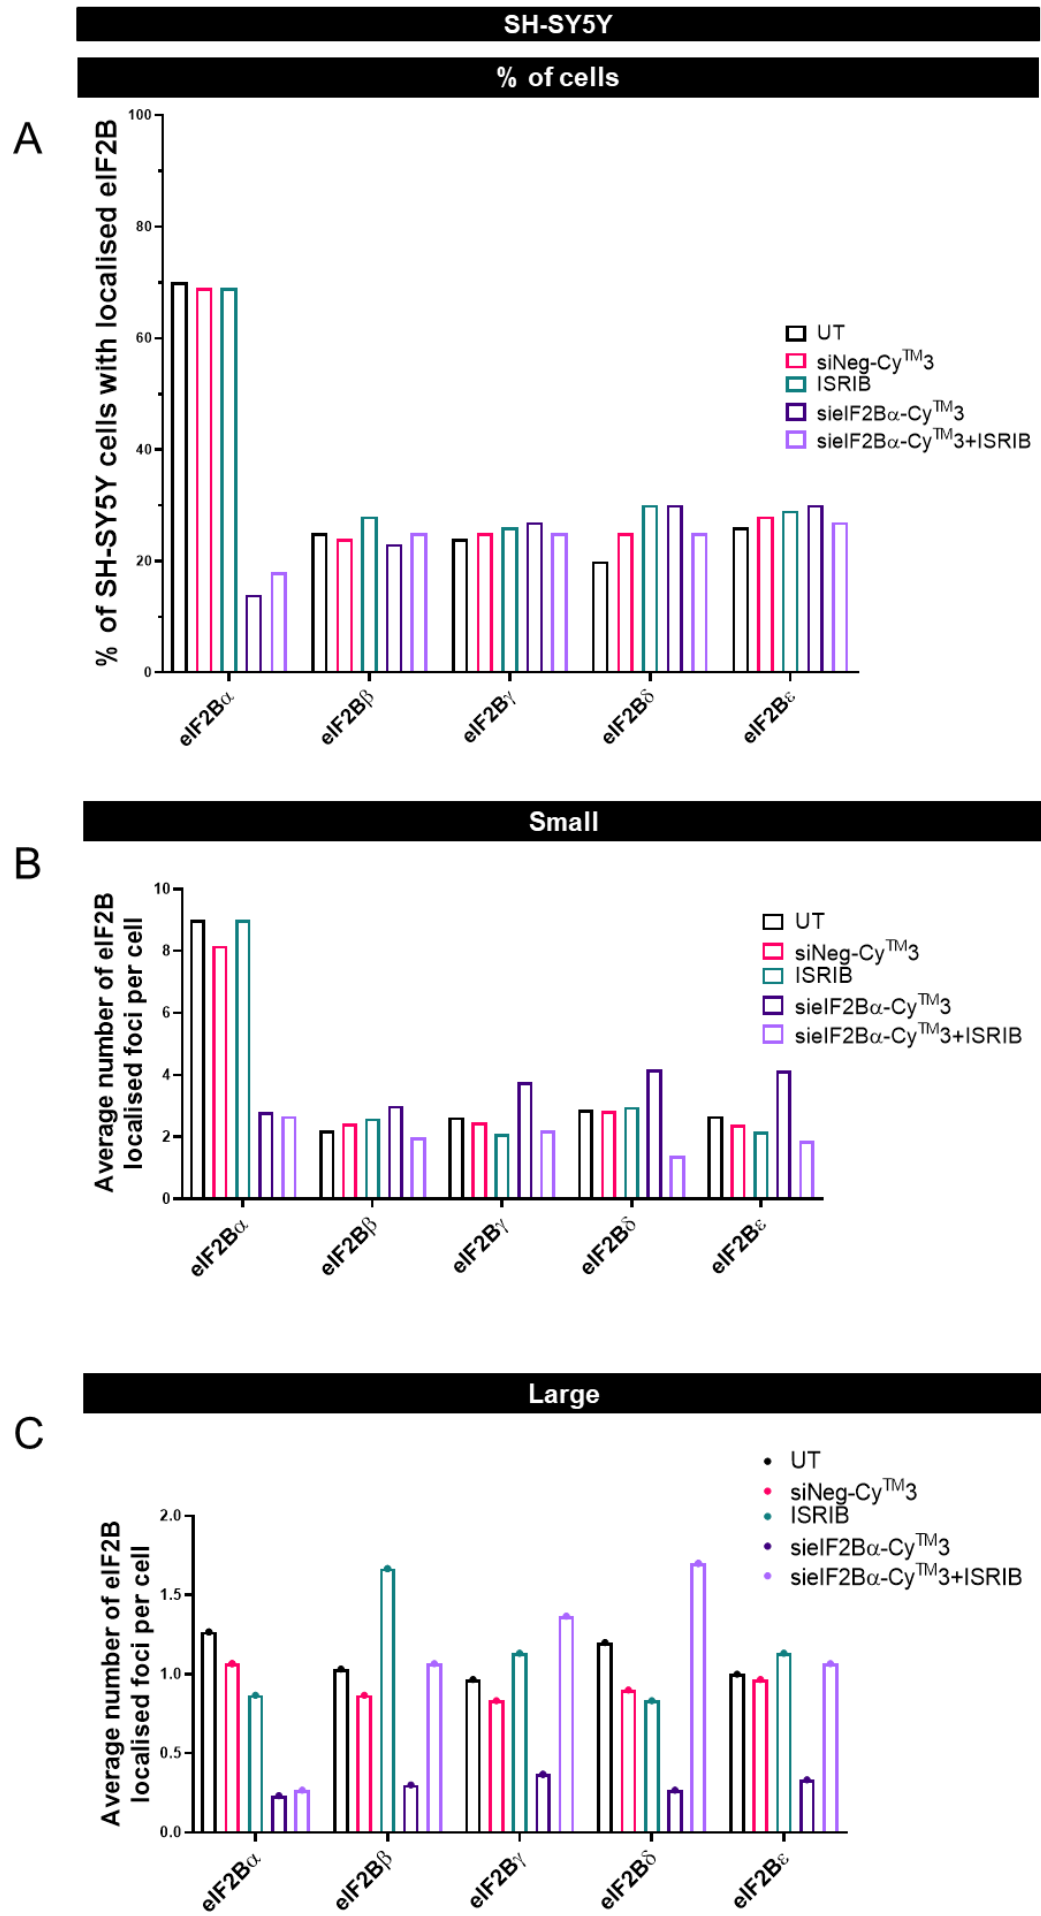 SH-SY5Y
% of cells
A
% of SH-SY5Y cells with localised eIF2B
100
80
60
40
20
0
UT
siNeg-Cy™3
ISRIB
sieIF2Bα-Cy™3
sieIF2Bα-Cy™3+ISRIB
eIF2Bα
eIF2Bβ
eIF2Bγ
eIF2Bδ
eIF2Bε
Small
B
Average number of eIF2B
localised foci per cell
10
8
6
4
2
0
UT
siNeg-Cy™3
ISRIB
sieIF2Bα-Cy™3
sieIF2Bα-Cy™3+ISRIB
eIF2Bα
eIF2Bβ
eIF2Bγ
eIF2Bδ
eIF2Bε
Large
C
Average number of eIF2B
localised foci per cell
2.0
1.5
1.0
0.5
0.0
UT
siNeg-Cy™3
ISRIB
sieIF2Bα-Cy™3
sieIF2Bα-Cy™3+ISRIB
eIF2Bα
eIF2Bβ
eIF2Bγ
eIF2Bδ
eIF2Bε